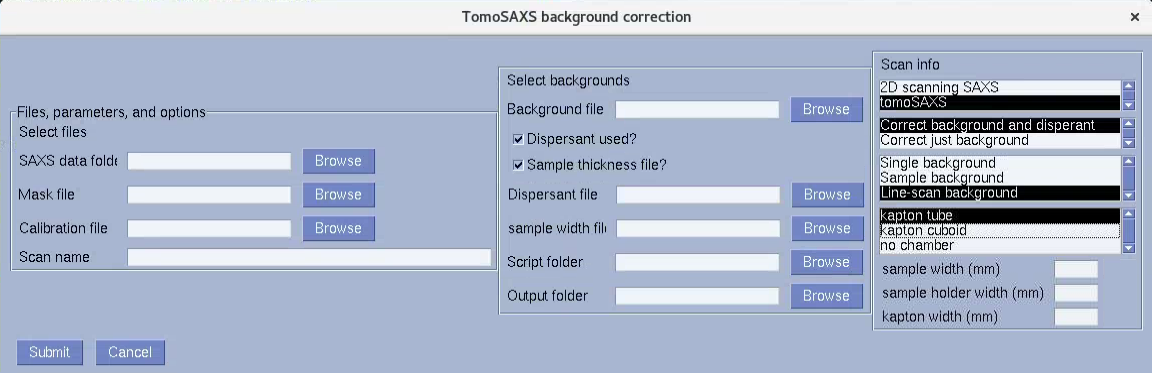 TomoSAXS background correction
×
Files, parameters, and options
Select files
SAXS data folde
Browse
Mask file
Browse
Calibration file
Browse
Scan name
Select backgrounds
Background file
Browse
Dispersant used?
Sample thickness file?
Dispersant file
Browse
sample width fil
Browse
Script folder
Browse
Output folder
Browse
Scan info
2D scanning SAXS
tomoSAXS
Correct background and disperant
Correct just background
Single background
Sample background
Line-scan background
kapton tube
kapton cuboid
no chamber
sample width (mm)
sample holder width (mm)
kapton width (mm)
Submit
Cancel